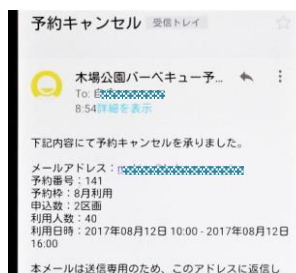 予約キャンセル 受信トレイ
木場公園バーベキュー予...
To:
8:54 詳細を表示
下記内容にて予約キャンセルを承りました。
メールアドレス：
予約番号：141
予約枠：8月利用
申込数：2区画
利用人数：40
利用日時：2017年08月12日 10:00 - 2017年08月12日
16:00
本メールは送信専用のため、このアドレスに返信し